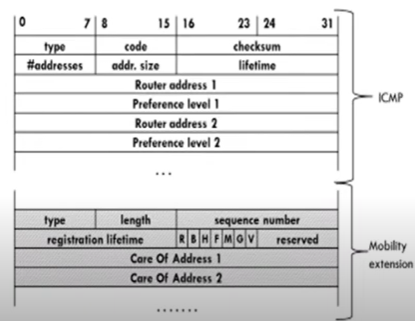 0 7 8 15 16 23 24 31
type code checksum
#addresses addr. size lifetime
Router address 1
Preference level 1
Router address 2
Preference level 2
...
ICMP
type length sequence number
registration lifetime R B H F M G V reserved
Care Of Address 1
Care Of Address 2
.......
Mobility
extension